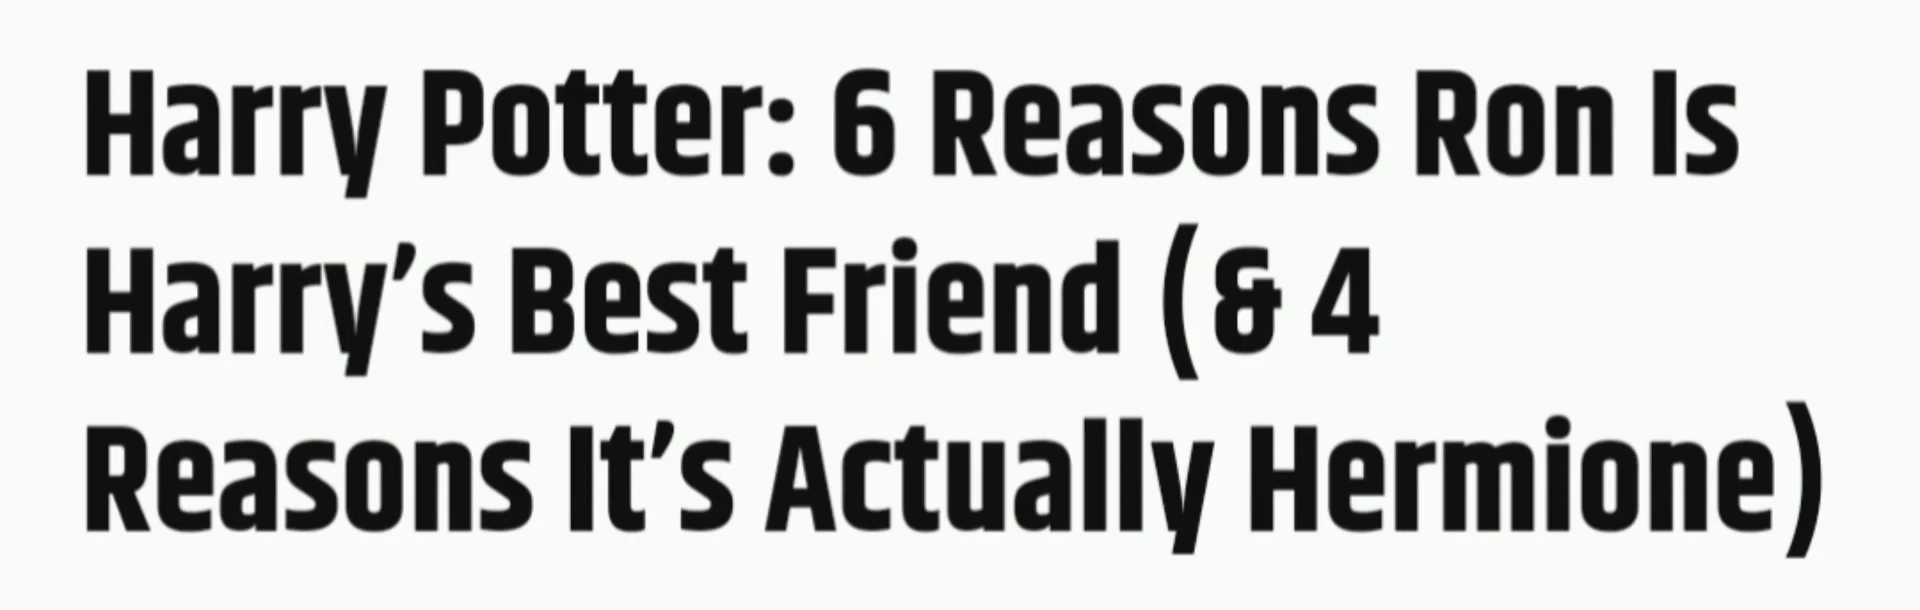 Harry Potter: 6 Reasons Ron Is
Harry’s Best Friend (& 4
Reasons It’s Actually Hermione)